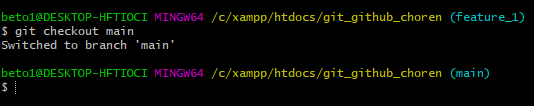 beto1@DESKTOP-HFTIOCI MINGW64 /c/xampp/htdocs/git_github_choren (feature_1)
$ git checkout main
Switched to branch 'main'
beto1@DESKTOP-HFTIOCI MINGW64 /c/xampp/htdocs/git_github_choren (main)
$